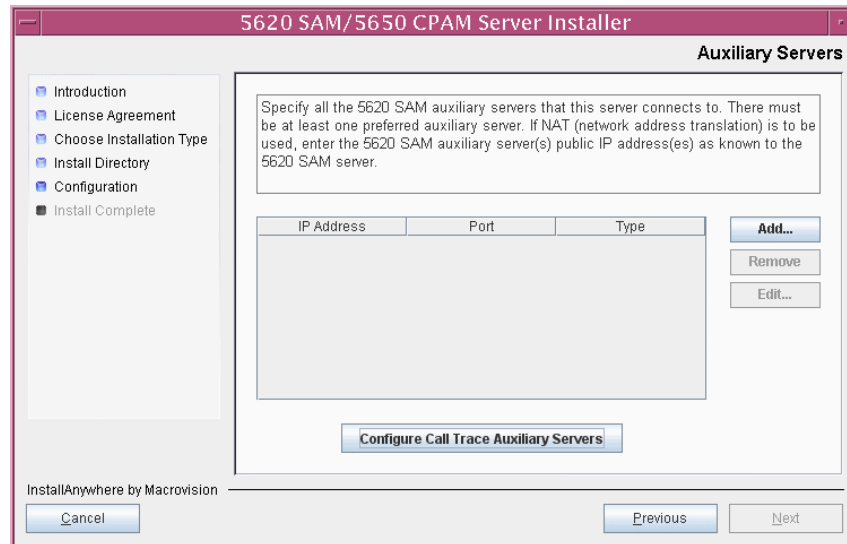 5620 SAM/5650 CPAM Server Installer
Auxiliary Servers
Introduction
License Agreement
Choose Installation Type
Install Directory
Configuration
Install Complete
Specify all the 5620 SAM auxiliary servers that this server connects to. There must
be at least one preferred auxiliary server. If NAT (network address translation) is to be
used, enter the 5620 SAM auxiliary server(s) public IP address(es) as known to the
5620 SAM server.
IP Address Port Type
Add...
Remove
Edit...
Configure Call Trace Auxiliary Servers
InstallAnywhere by Macrovision
Cancel Previous Next